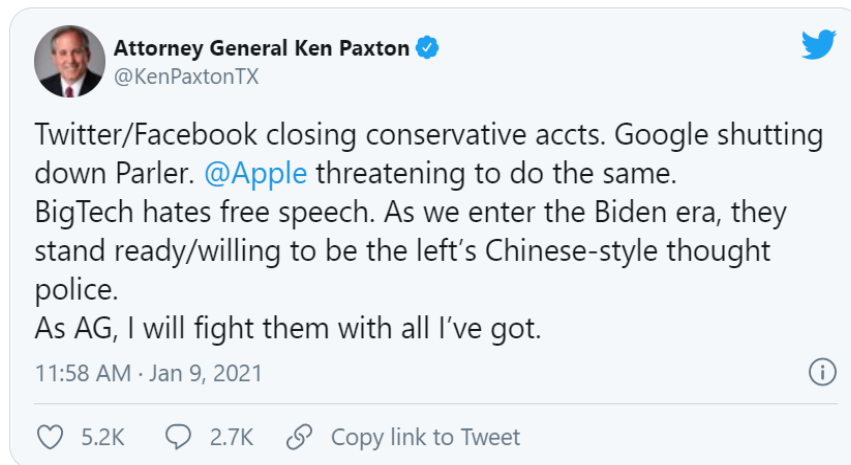 Attorney General Ken Paxton
@KenPaxtonTX
Twitter/Facebook closing conservative accts. Google shutting
down Parler. @Apple threatening to do the same.
BigTech hates free speech. As we enter the Biden era, they
stand ready/willing to be the left’s Chinese-style thought
police.
As AG, I will fight them with all I’ve got.
11:58 AM · Jan 9, 2021
5.2K 2.7K Copy link to Tweet